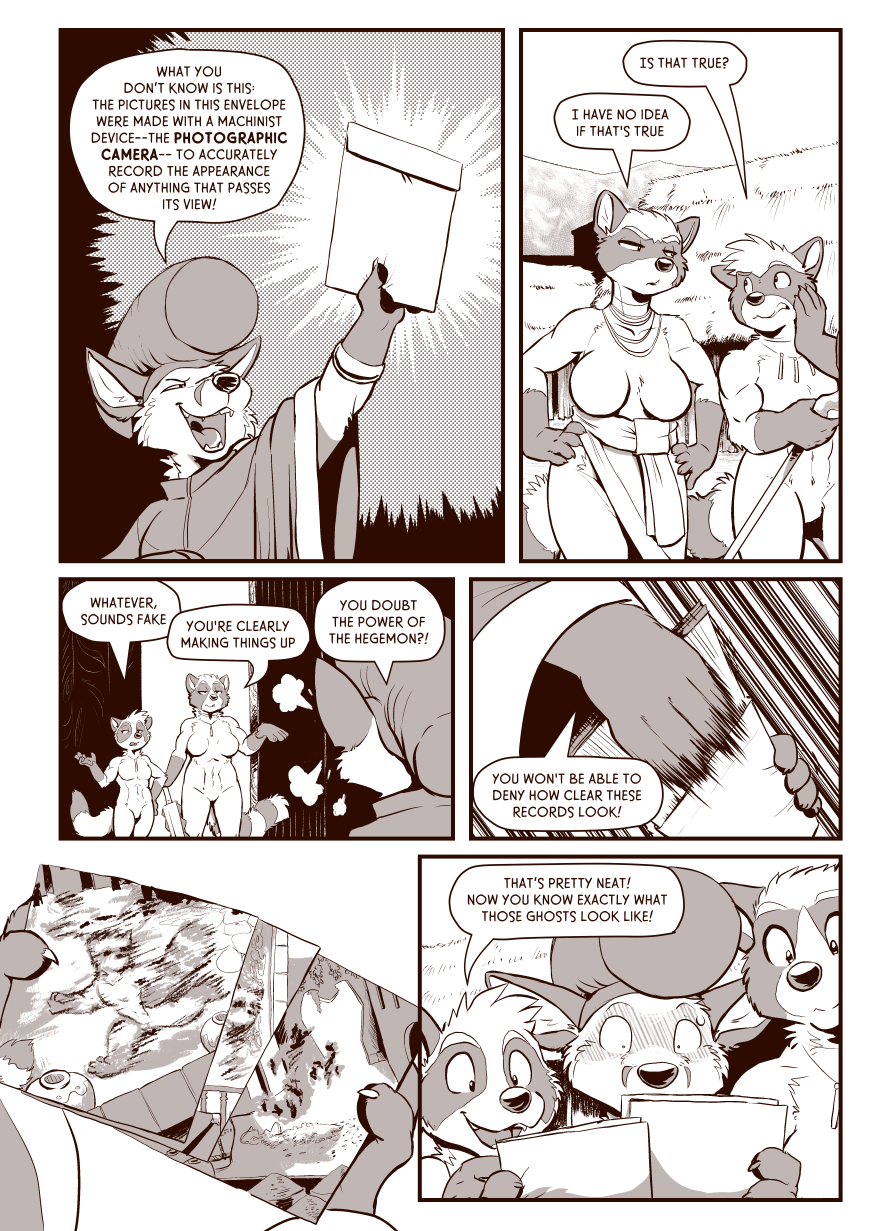 WHAT YOU
DON'T KNOW IS THIS:
THE PICTURES IN THIS ENVELOPE
WERE MADE WITH A MACHINIST
DEVICE--THE PHOTOGRAPHIC
CAMERA-- TO ACCURATELY
RECORD THE APPEARANCE
OF ANYTHING THAT PASSES
ITS VIEW!
IS THAT TRUE?
I HAVE NO IDEA
IF THAT'S TRUE
WHATEVER,
SOUNDS FAKE
YOU'RE CLEARLY
MAKING THINGS UP
YOU DOUBT
THE POWER OF
THE HEGEMON?!
YOU WON'T BE ABLE TO
DENY HOW CLEAR THESE
RECORDS LOOK!
THAT'S PRETTY NEAT!
NOW YOU KNOW EXACTLY WHAT
THOSE GHOSTS LOOK LIKE!